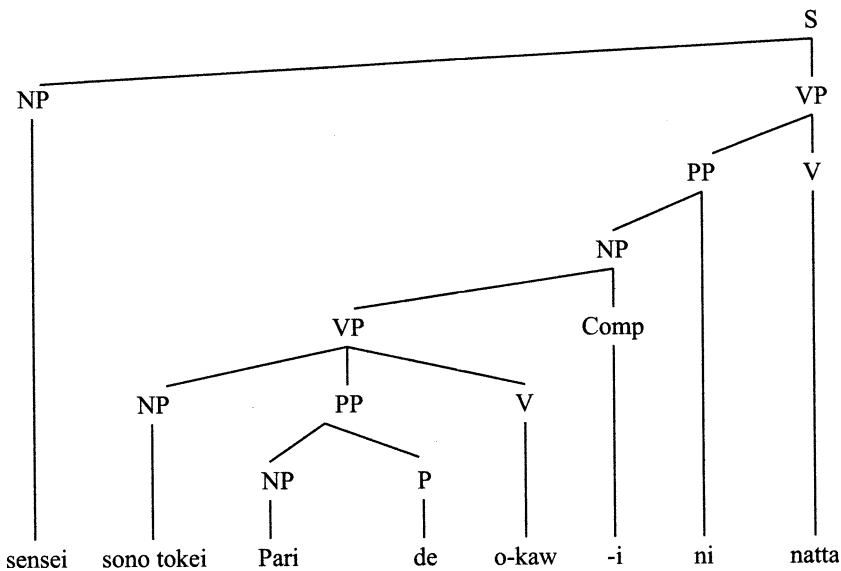 S
NP VP
PP V
NP
VP Comp
NP PP V
NP P
sensei sono tokei Pari de o-kaw -i ni natta